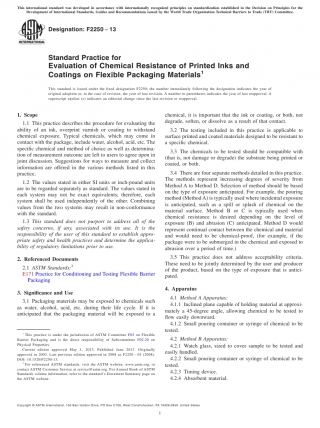 This international standard was developed in accordance with internationally recognized principles on standardization established in the Decision on Principles for the
Development of International Standards, Guides and Recommendations issued by the World Trade Organization Technical Barriers to Trade (TBT) Committee.
Designation: F2250 − 13
INTERNATIONAL
Standard Practice for
Evaluation of Chemical Resistance of Printed Inks and
Coatings on Flexible Packaging Materials1
This standard is issued under the fixed designation F2250; the number immediately following the designation indicates the year of
original adoption or, in the case of revision, the year of last revision. A number in parentheses indicates the year of last reapproval. A
superscript epsilon (ε) indicates an editorial change since the last revision or reapproval.
1. Scope
1.1 This practice describes the procedure for evaluating the
ability of an ink, overprint varnish or coating to withstand
chemical exposure. Typical chemicals, which may come in
contact with the package, include water, alcohol, acid, etc. The
specific chemical and method of choice as well as determina-
tion of measurement outcome are left to users to agree upon in
joint discussion. Suggestions for ways to measure and collect
information are offered in the various methods listed in this
practice.
1.2 The values stated in either SI units or inch-pound units
are to be regarded separately as standard. The values stated in
each system may not be exact equivalents; therefore, each
system shall be used independently of the other. Combining
values from the two systems may result in non-conformance
with the standard.
1.3 This standard does not purport to address all of the
safety concerns, if any, associated with its use. It is the
responsibility of the user of this standard to establish appro-
priate safety and health practices and determine the applica-
bility of regulatory limitations prior to use.
2. Referenced Documents
2.1 ASTM Standards:2
E171 Practice for Conditioning and Testing Flexible Barrier
Packaging
3. Significance and Use
3.1 Packaging materials may be exposed to chemicals such
as water, alcohol, acid, etc. during their life cycle. If it is
anticipated that the packaging material will be exposed to a
1 This practice is under the jurisdiction of ASTM Committee F02 on Flexible
Barrier Packaging and is the direct responsibility of Subcommittee F02.20 on
Physical Properties.
Current edition approved May 1, 2013. Published June 2013. Originally
approved in 2003. Last previous edition approved in 2008 as F2250 – 03 (2008).
DOI: 10.1520/F2250-13.
2 For referenced ASTM standards, visit the ASTM website, www.astm.org, or
contact ASTM Customer Service at service@astm.org. For Annual Book of ASTM
Standards volume information, refer to the standard's Document Summary page on
the ASTM website.
chemical, it is important that the ink or coating, or both, not
degrade, soften, or dissolve as a result of that contact.
3.2 The testing included in this practice is applicable to
surface printed and coated materials designed to be resistant to
a specific chemical.
3.3 The chemicals to be tested should be compatible with
(that is, not damage or degrade) the substrate being printed or
coated, or both.
3.4 There are four separate methods detailed in this practice.
The methods represent increasing degrees of severity from
Method A to Method D. Selection of method should be based
on the type of exposure anticipated. For example, the pouring
method (Method A) is typically used where incidental exposure
is anticipated, such as a spill or splash of chemical on the
material surface. Method B or C is typically used when
chemical resistance is desired depending on the level of
exposure (B) and abrasion (C) anticipated. Method D would
represent continual contact between the chemical and material
and would need to be chemical-proof, (for example, if the
package were to be submerged in the chemical and exposed to
abrasion over a period of time.)
3.5 This practice does not address acceptability criteria.
These need to be jointly determined by the user and producer
of the product, based on the type of exposure that is antici-
pated.
4. Apparatus
4.1 Method A Apparatus:
4.1.1 Inclined plane capable of holding material at approxi-
mately a 45-degree angle, allowing chemical to be tested to
flow easily downward.
4.1.2 Small pouring container or syringe of chemical to be
tested.
4.2 Method B Apparatus:
4.2.1 Watch glass, sized to cover sample to be tested and
easily handled.
4.2.2 Small pouring container or syringe of chemical to be
tested.
4.2.3 Timing device.
4.2.4 Absorbent material.
Copyright © ASTM International, 100 Barr Harbor Drive, PO Box C700, West Conshohocken, PA 19428-2959. United States
1